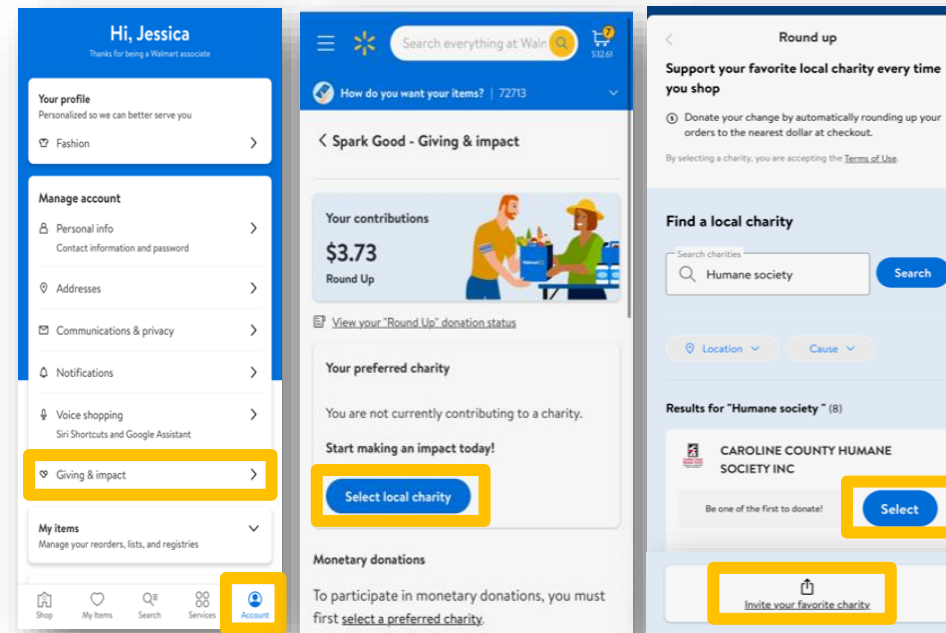 Hi, Jessica
Thanks for being a Walmart associate
Your profile
Personalized so we can better serve you
Fashion
Manage account
Personal info
Contact information and password
Addresses
Communications & privacy
Notifications
Voice shopping
Siri Shortcuts and Google Assistant
Giving & impact
My items
Manage your reorders, lists, and registries
Shop
My Items
Search
Services
Account
Search everything at Waln
7
$32.61
How do you want your items? | 72713
Spark Good - Giving & impact
Your contributions
$3.73
Round Up
View your "Round Up" donation status
Your preferred charity
You are not currently contributing to a charity.
Start making an impact today!
Select local charity
Monetary donations
To participate in monetary donations, you must
first select a preferred charity.
Round up
Support your favorite local charity every time
you shop
Donate your change by automatically rounding up your
orders to the nearest dollar at checkout.
By selecting a charity, you are accepting the Terms of Use.
Find a local charity
Search charities
Humane society
Search
Location
Cause
Results for "Humane society " (8)
CAROLINE COUNTY HUMANE
SOCIETY INC
Be one of the first to donate!
Select
Invite your favorite charity